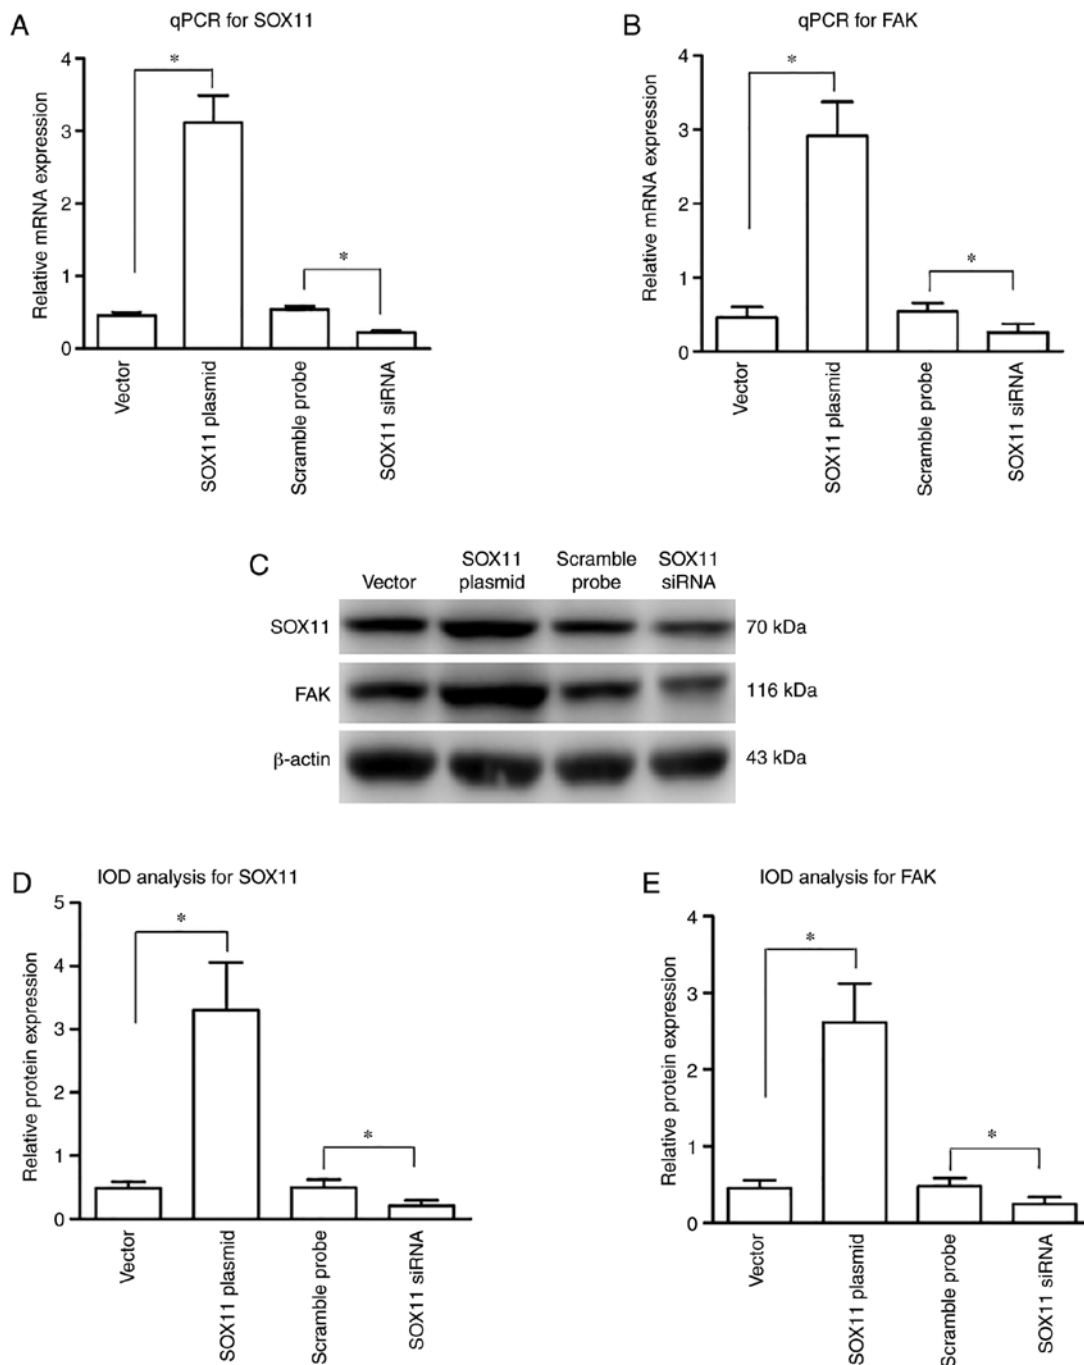 A
qPCR for SOX11
Relative mRNA expression
4
3
2
1
0
*
*
Vector
SOX11 plasmid
Scramble probe
SOX11 siRNA
B
qPCR for FAK
Relative mRNA expression
4
3
2
1
0
*
*
Vector
SOX11 plasmid
Scramble probe
SOX11 siRNA
C
Vector
SOX11
plasmid
Scramble
probe
SOX11
siRNA
SOX11
70 kDa
FAK
116 kDa
β-actin
43 kDa
D
IOD analysis for SOX11
Relative protein expression
5
4
3
2
1
0
*
*
Vector
SOX11 plasmid
Scramble probe
SOX11 siRNA
E
IOD analysis for FAK
Relative protein expression
4
3
2
1
0
*
*
Vector
SOX11 plasmid
Scramble probe
SOX11 siRNA